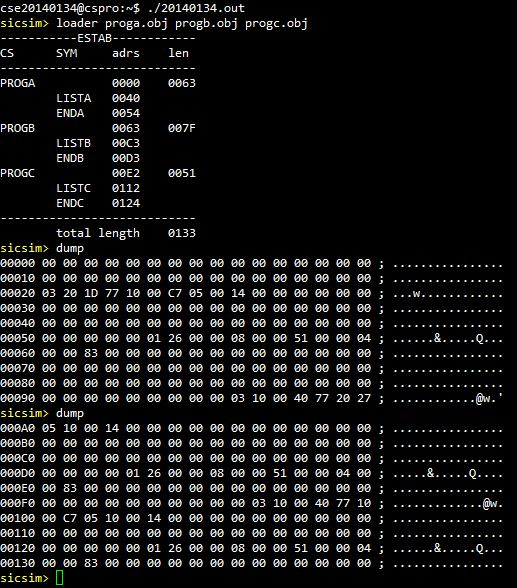 cse20140134@cspro:~$ ./20140134.out
sicsim> loader proga.obj progb.obj progc.obj
-----------ESTAB------------
CS      SYM     adrs    len
----------------------------
PROGA           0000    0063
        LISTA   0040
        ENDA    0054
PROGB           0063    007F
        LISTB   00C3
        ENDB    00D3
PROGC           00E2    0051
        LISTC   0112
        ENDC    0124
----------------------------
        total length    0133
sicsim> dump
00000 00 00 00 00 00 00 00 00 00 00 00 00 00 00 00 00 ; ................
00010 00 00 00 00 00 00 00 00 00 00 00 00 00 00 00 00 ; ................
00020 03 20 1D 77 10 00 C7 05 00 14 00 00 00 00 00 00 ; ...w............
00030 00 00 00 00 00 00 00 00 00 00 00 00 00 00 00 00 ; ................
00040 00 00 00 00 00 00 00 00 00 00 00 00 00 00 00 00 ; ................
00050 00 00 00 00 00 01 26 00 00 08 00 00 51 00 00 04 ; ......&.....Q...
00060 00 00 83 00 00 00 00 00 00 00 00 00 00 00 00 00 ; ................
00070 00 00 00 00 00 00 00 00 00 00 00 00 00 00 00 00 ; ................
00080 00 00 00 00 00 00 00 00 00 00 00 00 00 00 00 00 ; ................
00090 00 00 00 00 00 00 00 00 00 03 10 00 40 77 20 27 ; ............@w.'
sicsim> dump
000A0 05 10 00 14 00 00 00 00 00 00 00 00 00 00 00 00 ; ................
000B0 00 00 00 00 00 00 00 00 00 00 00 00 00 00 00 00 ; ................
000C0 00 00 00 00 00 00 00 00 00 00 00 00 00 00 00 00 ; ................
000D0 00 00 00 00 01 26 00 00 08 00 00 51 00 00 04 00 ; .....&.....Q....
000E0 00 83 00 00 00 00 00 00 00 00 00 00 00 00 00 00 ; ................
000F0 00 00 00 00 00 00 00 00 00 00 03 10 00 40 77 10 ; .............@w.
00100 00 C7 05 10 00 14 00 00 00 00 00 00 00 00 00 00 ; ................
00110 00 00 00 00 00 00 00 00 00 00 00 00 00 00 00 00 ; ................
00120 00 00 00 00 00 01 26 00 00 08 00 00 51 00 00 04 ; ......&.....Q...
00130 00 00 83 00 00 00 00 00 00 00 00 00 00 00 00 00 ; ................
sicsim>